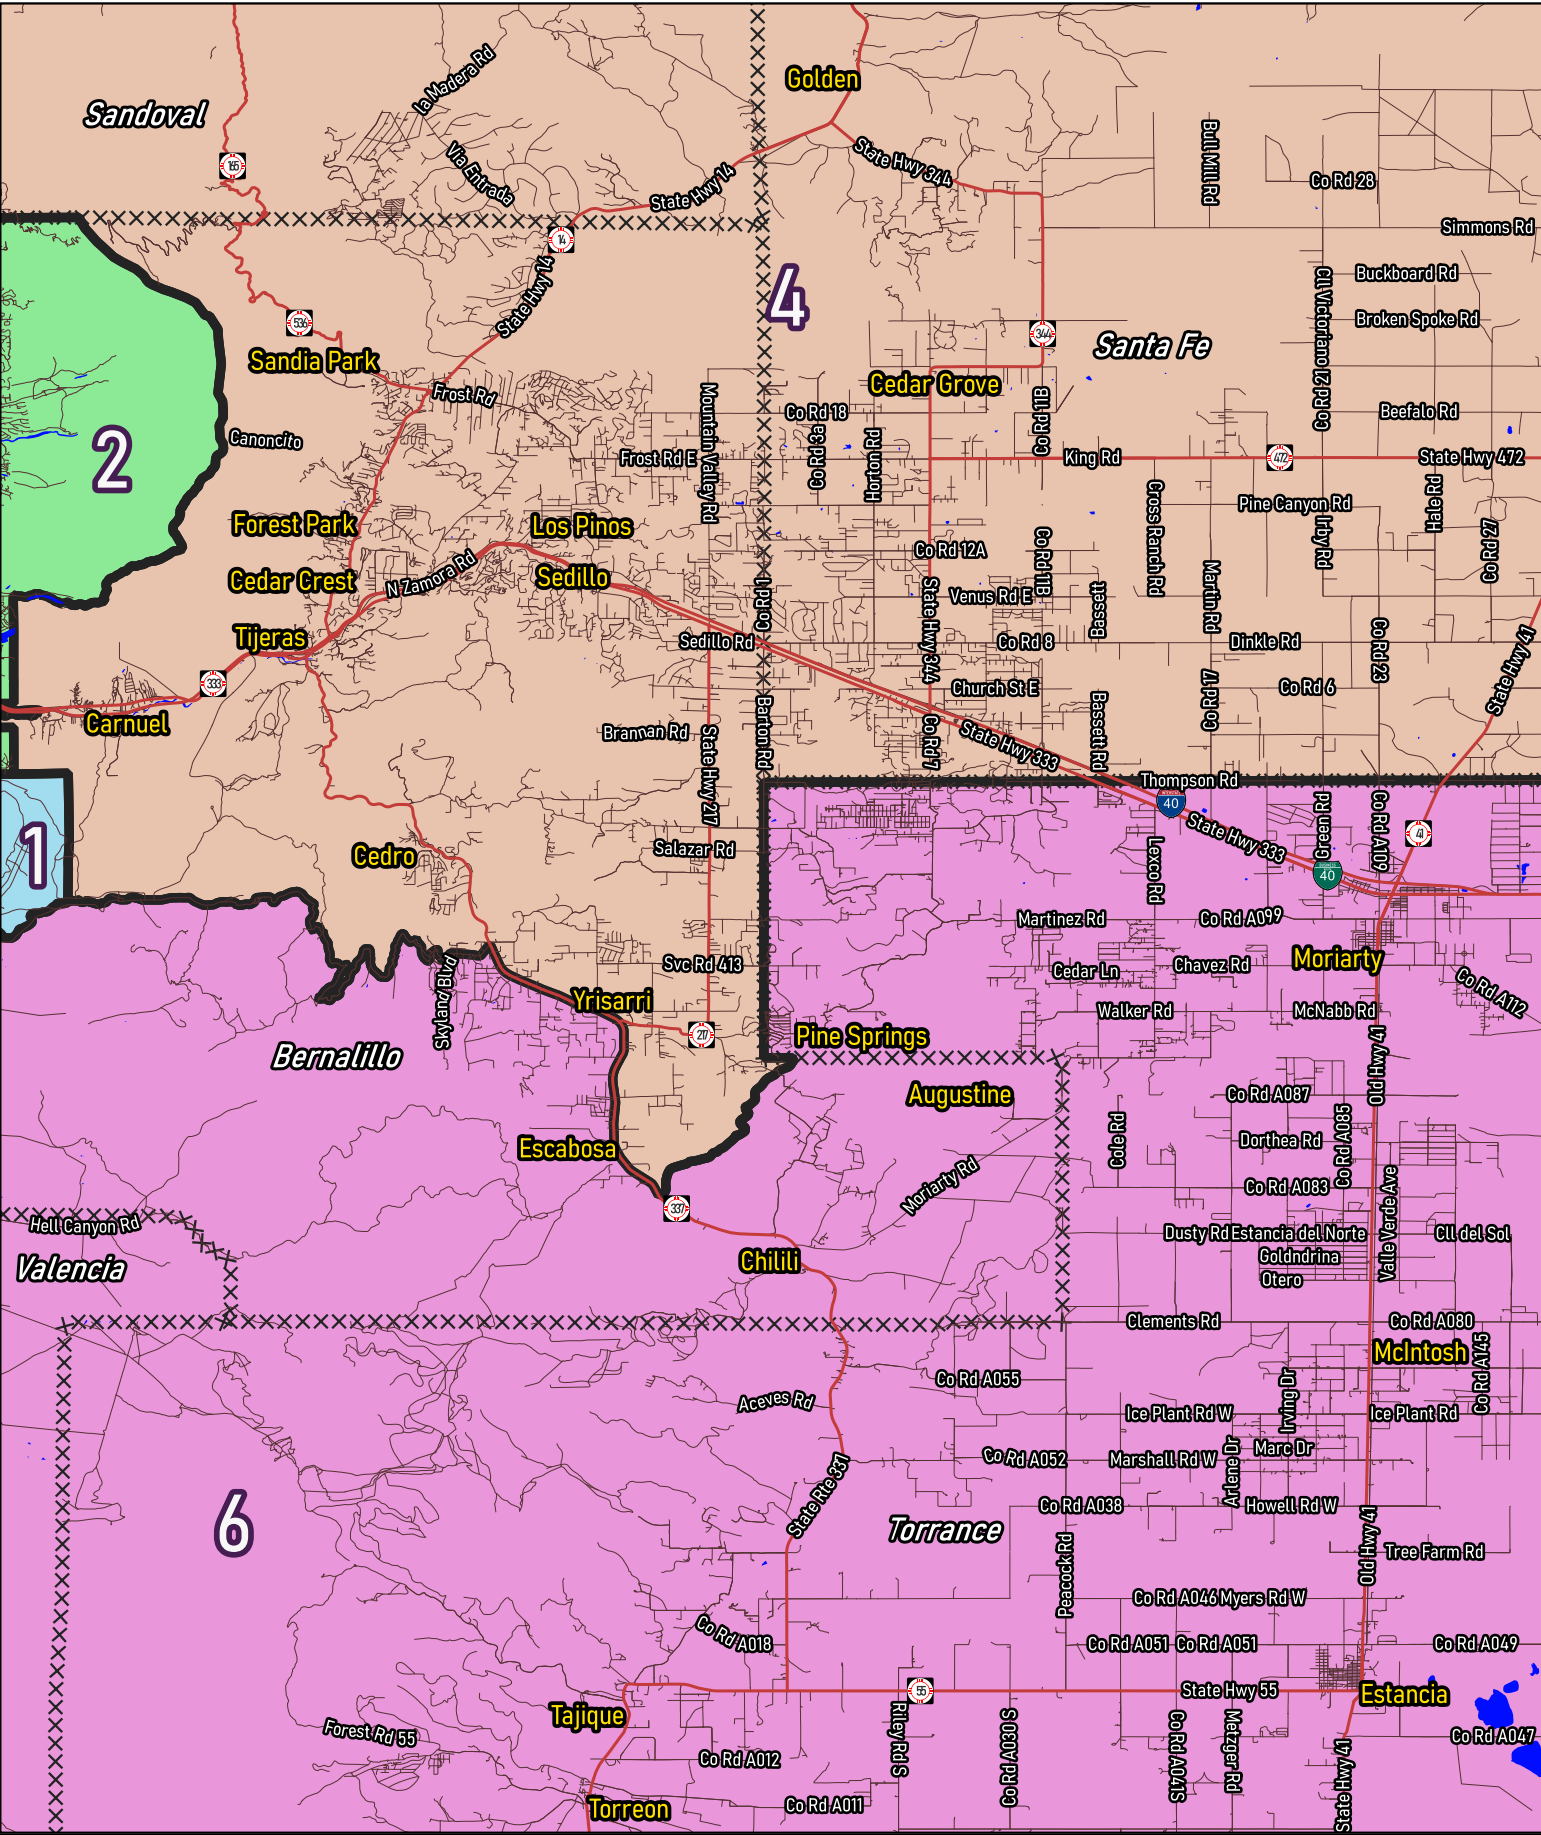 la Madera Rd
Golden
Sandoval
State Hwy 344
Bull Mill Rd
165
Via Entrada
State Hwy 14
Co Rd 28
14
Simmons Rd
State Hwy 14
4
Cll Victoriano
Buckboard Rd
536
344
Santa Fe
Broken Spoke Rd
Sandia Park
Cedar Grove
Frost Rd
Mountain Valley Rd
Co Rd 18
Co Rd 11B
Co Rd 12
Beefalo Rd
2
Canoncito
Frost Rd E
Co Rd 3a
Horton Rd
King Rd
472
State Hwy 472
Forest Park
Los Pinos
Cross Ranch Rd
Pine Canyon Rd
Hale Rd
Irby Rd
Co Rd 12A
Co Rd 11B
Co Rd 27
Cedar Crest
N Zamora Rd
Sedillo
Co Rd 1
State Hwy 344
Venus Rd E
Bassett
Martin Rd
Tijeras
Sedillo Rd
Co Rd 8
Dinkle Rd
Co Rd 23
State Hwy 41
333
Church St E
Co Rd 17
Co Rd 6
Carnuel
Brannan Rd
Barton Rd
Co Rd 7
State Hwy 333
Bassett Rd
State Hwy 217
Thompson Rd
40
1
Cedro
Salazar Rd
State Hwy 333
Green Rd
Co Rd A109
41
Lexco Rd
40
Martinez Rd
Co Rd A099
Skyland Blvd
Svc Rd 413
Cedar Ln
Chavez Rd
Moriarty
Co Rd A112
Yrisarri
Walker Rd
McNabb Rd
Bernalillo
217
Pine Springs
Old Hwy 41
Augustine
Co Rd A087
Escabosa
Cole Rd
Dorthea Rd
Co Rd A085
Moriarty Rd
Co Rd A083
337
Hell Canyon Rd
Dusty Rd
Estancia del Norte
Valle Verde Ave
Cll del Sol
Valencia
Chilili
Goldndrina
Otero
Clements Rd
Co Rd A080
McIntosh
Co Rd A145
Co Rd A055
Aceves Rd
Irving Dr
Ice Plant Rd W
Ice Plant Rd
Co Rd A052
Marshall Rd W
Arlene Dr
Marc Dr
6
State Rte 337
Co Rd A038
Howell Rd W
Torrance
Old Hwy 41
Tree Farm Rd
Peacock Rd
Co Rd A046
Myers Rd W
Co Rd A018
Co Rd A051
Co Rd A051
Co Rd A049
55
State Hwy 55
Estancia
Tajique
Forest Rd 55
Riley Rd S
Co Rd A030 S
Co Rd A041S
Metzger Rd
Co Rd A047
Co Rd A012
State Hwy 41
Torreon
Co Rd A011